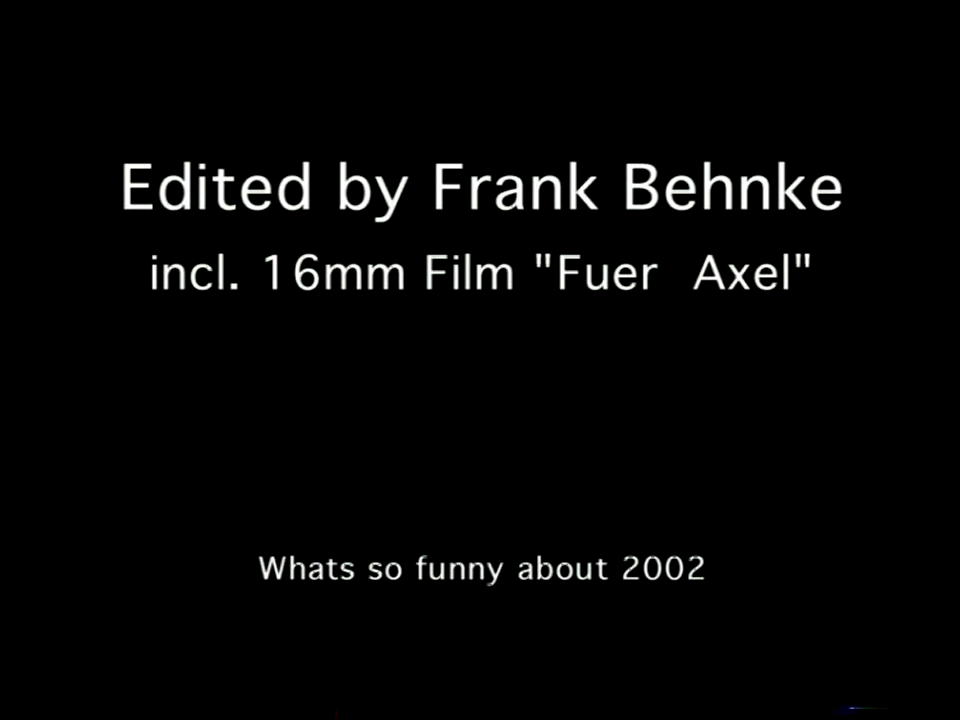 Edited by Frank Behnke
incl. 16mm Film "Fuer  Axel"
Whats so funny about 2002